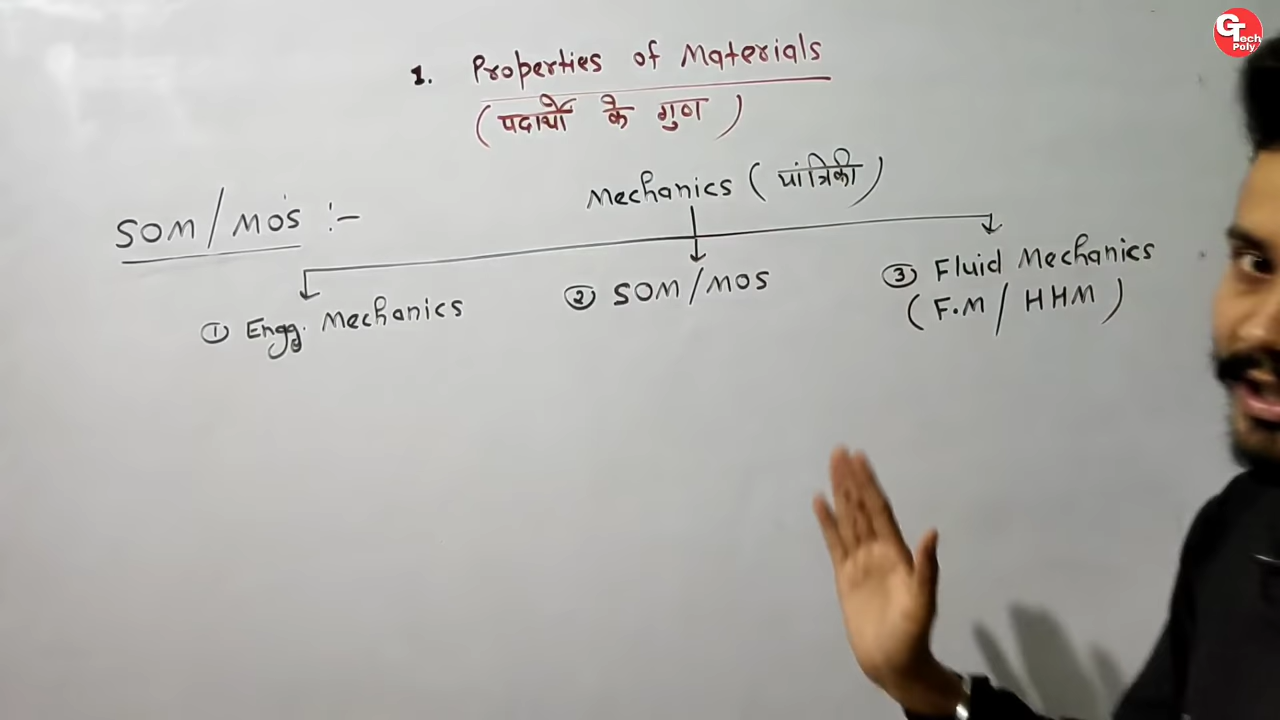 1. Properties of Materials
(पदार्थो के गुण)
Mechanics (यांत्रिकी)
SOM/MOS :-
① Engg. Mechanics
② SOM/MOS
③ Fluid Mechanics
(F.M / HHM)
GTech Poly